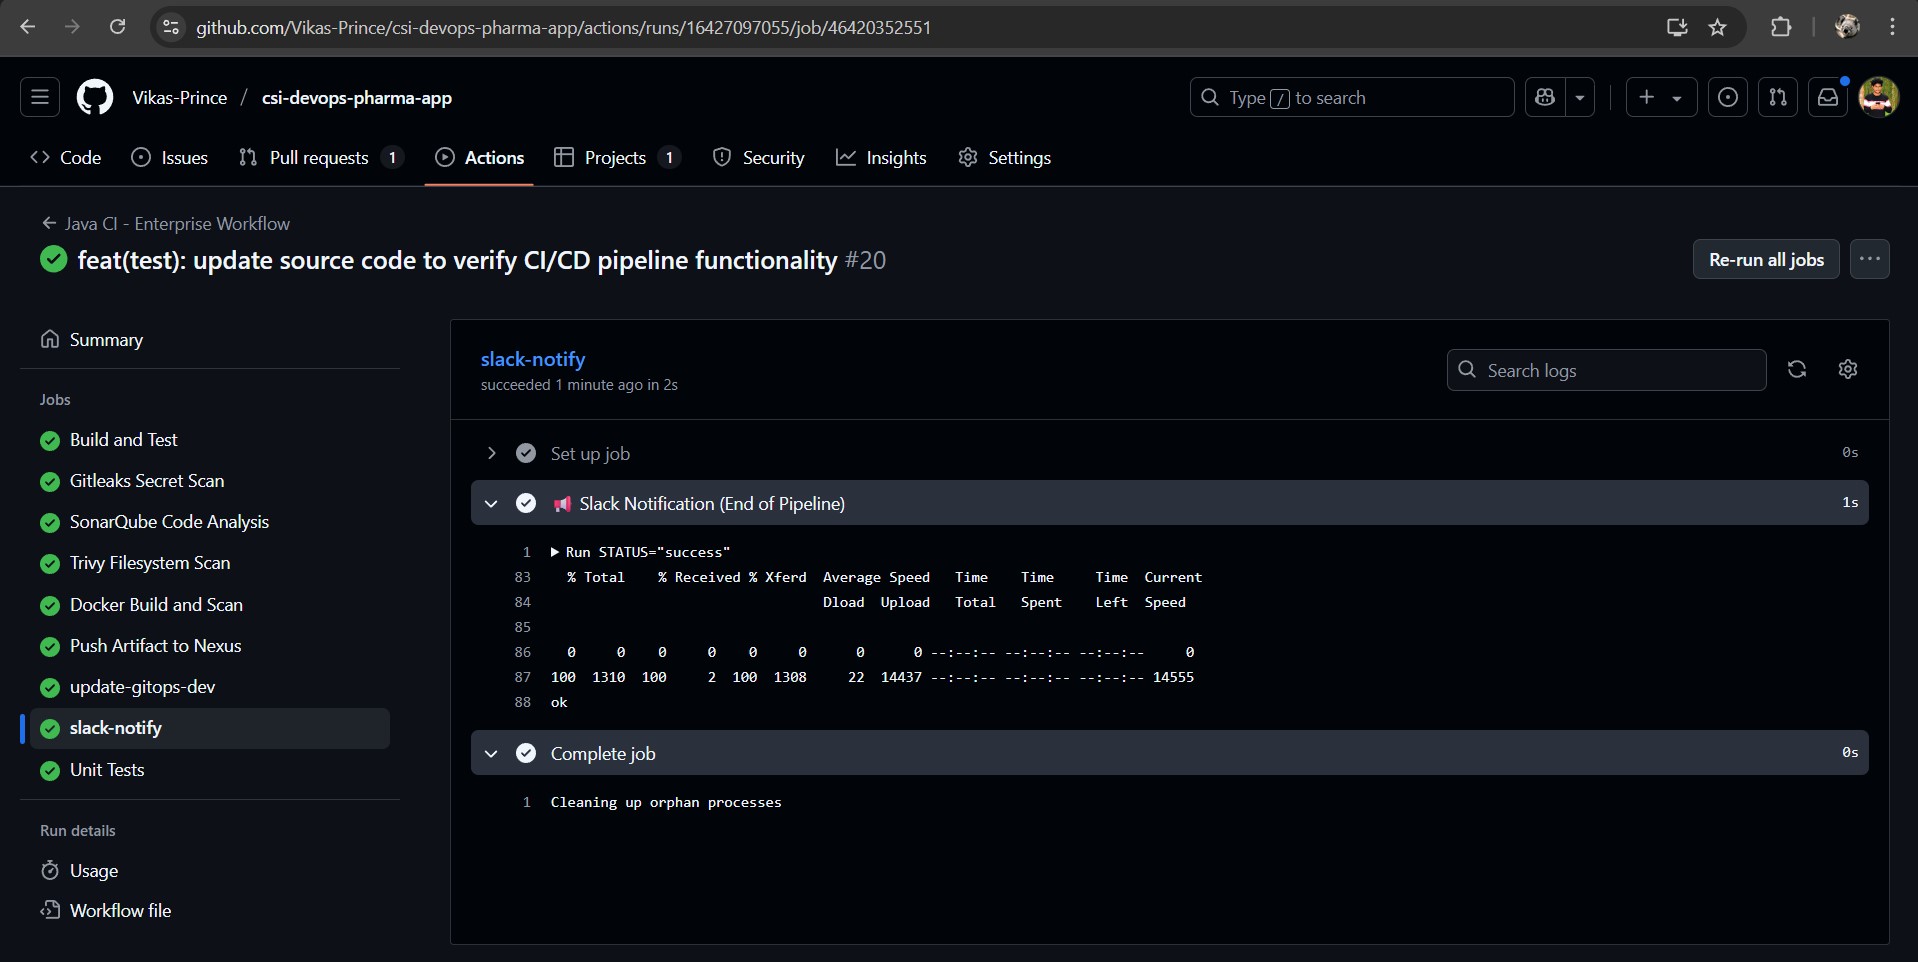 github.com/Vikas-Prince/csi-devops-pharma-app/actions/runs/16427097055/job/46420352551
Vikas-Prince / csi-devops-pharma-app
Type / to search
Code
Issues
Pull requests 1
Actions
Projects 1
Security
Insights
Settings
Java CI - Enterprise Workflow
feat(test): update source code to verify CI/CD pipeline functionality #20
Re-run all jobs
Summary
Jobs
Build and Test
Gitleaks Secret Scan
SonarQube Code Analysis
Trivy Filesystem Scan
Docker Build and Scan
Push Artifact to Nexus
update-gitops-dev
slack-notify
Unit Tests
Run details
Usage
Workflow file
slack-notify
succeeded 1 minute ago in 2s
Search logs
Set up job 0s
Slack Notification (End of Pipeline) 1s
1 Run STATUS="success"
83 % Total % Received % Xferd Average Speed Time Time Time Current
84 Dload Upload Total Spent Left Speed
85
86 0 0 0 0 0 0 0 0 --:--:-- --:--:-- --:--:-- 0
87 100 1310 100 2 100 1308 22 14437 --:--:-- --:--:-- --:--:-- 14555
88 ok
Complete job 0s
1 Cleaning up orphan processes